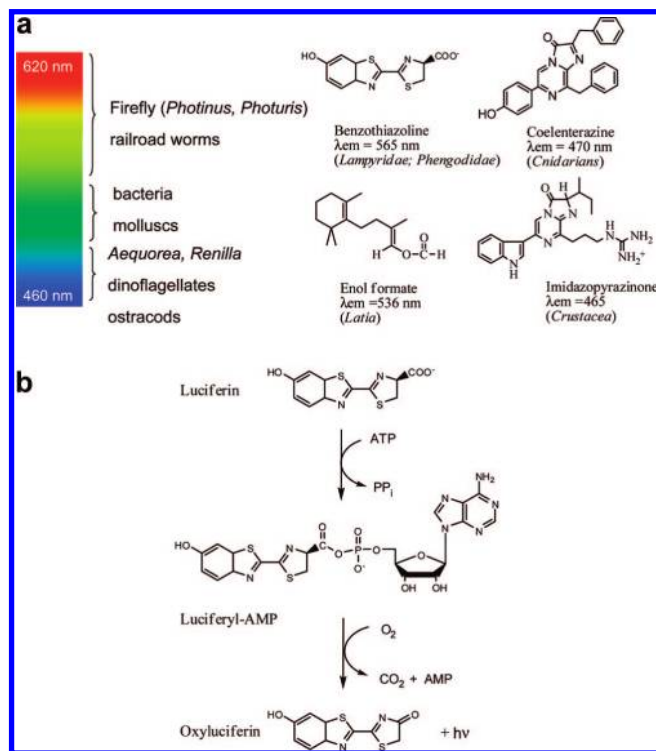 a
620 nm
Firefly (Photinus, Photuris)
railroad worms
bacteria
molluscs
Aequorea, Renilla
dinoflagellates
460 nm
ostracods
HO
S
N
N
S
COO⁻
Benzothiazoline
λem = 565 nm
(Lampyridae; Phengodidae)
O
N
N
N
H
HO
Coelenterazine
λem = 470 nm
(Cnidarians)
H
O
O
C
H
Enol formate
λem =536 nm
(Latia)
O
H
N
N
N
N
H
H
N
NH₂
NH₂⁺
Imidazopyrazinone
λem =465
(Crustacea)
b
Luciferin
HO
S
N
N
S
COO⁻
ATP
PPi
NH₂
N
N
N
N
HO
S
N
N
S
O
C
O
O
P
O⁻
O
O
OH
OH
Luciferyl-AMP
O₂
CO₂ + AMP
Oxyluciferin
HO
S
N
N
S
O
+ hν